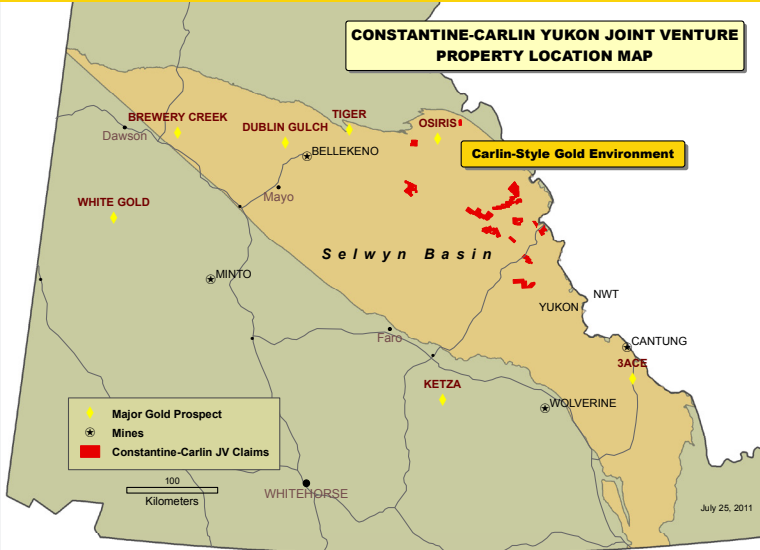 CONSTANTINE-CARLIN YUKON JOINT VENTURE
PROPERTY LOCATION MAP
TIGER
BREWERY CREEK
DUBLIN GULCH
OSIRIS
Dawson
BELLEKENO
Carlin-Style Gold Environment
Mayo
WHITE GOLD
Selwyn Basin
MINTO
NWT
YUKON
Faro
CANTUNG
3ACE
KETZA
WOLVERINE
Major Gold Prospect
Mines
Constantine-Carlin JV Claims
100
Kilometers
WHITEHORSE
July 25, 2011